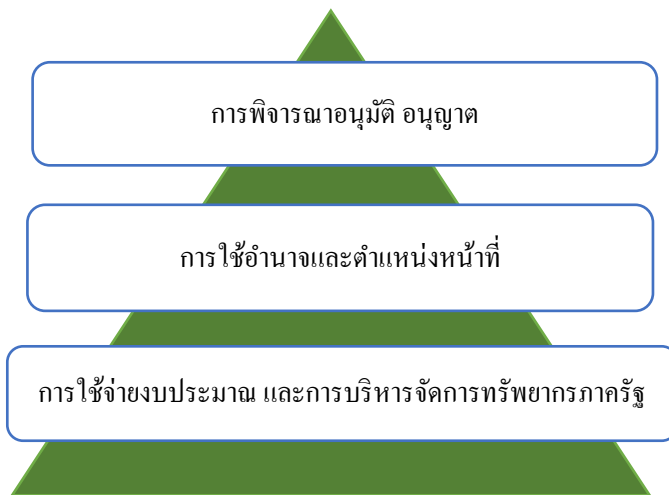 การพิจารณาอนุมัติ อนุญาต
การใช้อำนาจและตำแหน่งหน้าที่
การใช้จ่ายงบประมาณ และการบริหารจัดการทรัพยากรภาครัฐ